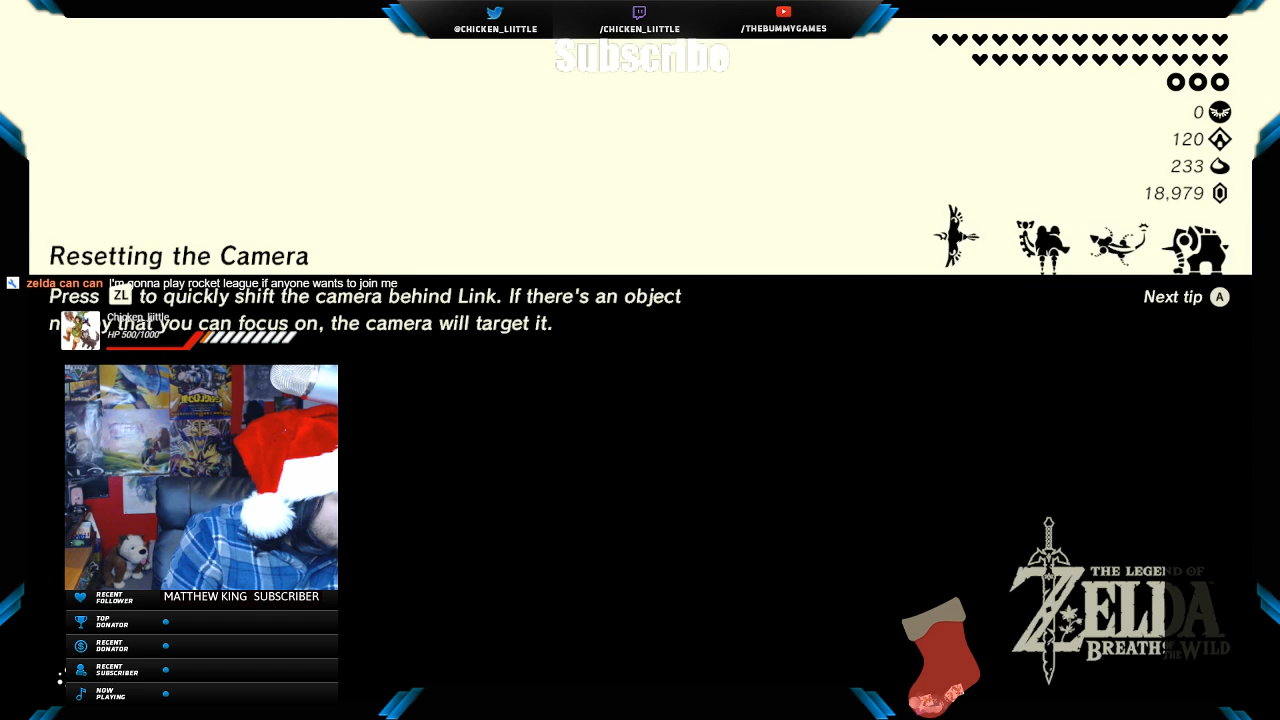 @CHICKEN_LIITTLE
/CHICKEN_LIITTLE
/THEBUMMYGAMES
Subscribe
0
120
233
18,979
Resetting the Camera
zelda can can I'm gonna play rocket league if anyone wants to join me
Press ZL to quickly shift the camera behind Link. If there's an object
that you can focus on, the camera will target it.
Next tip A
Chicken_liittle
HP 500/1000
RECENT FOLLOWER
MATTHEW KING SUBSCRIBER
TOP DONATOR
RECENT DONATOR
RECENT SUBSCRIBER
NOW PLAYING
THE LEGEND OF
ZELDA
BREATH OF THE WILD